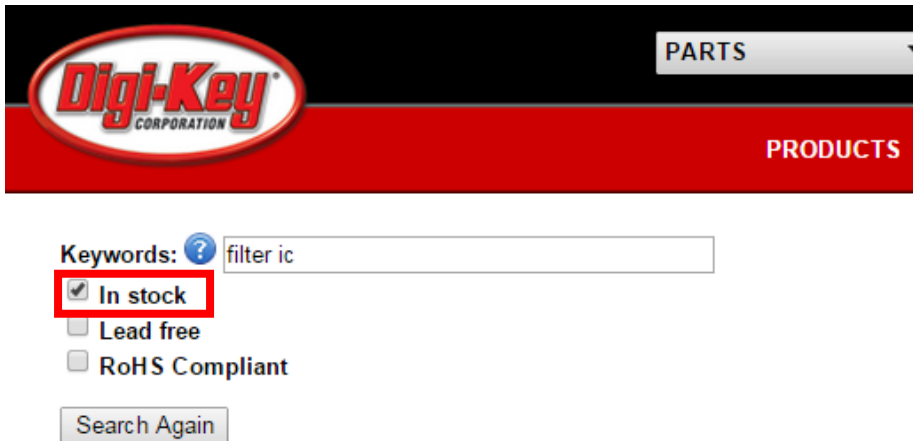 Digi-Key
CORPORATION
PARTS
PRODUCTS
Keywords: ? filter ic
In stock
Lead free
RoHS Compliant
Search Again